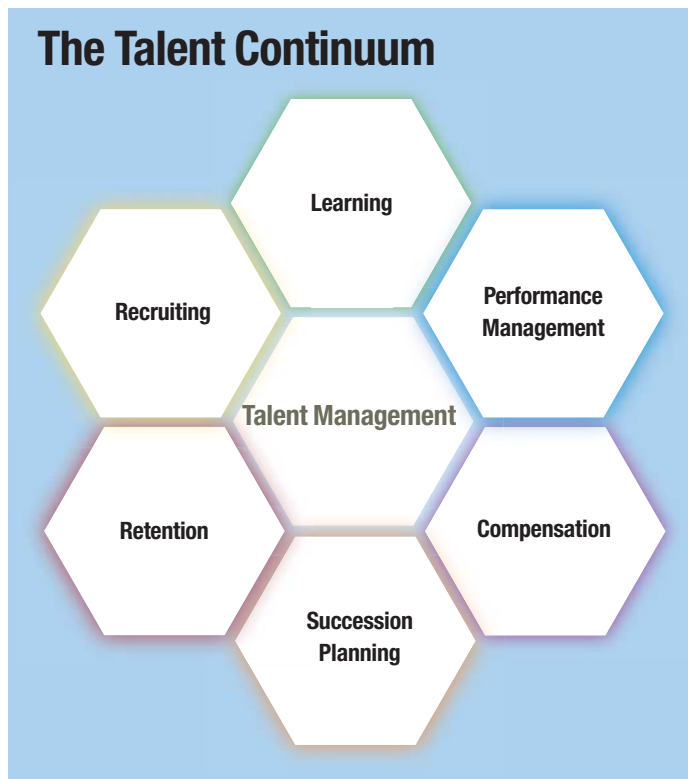 The Talent Continuum
Learning
Recruiting
Performance
Management
Talent Management
Retention
Compensation
Succession
Planning